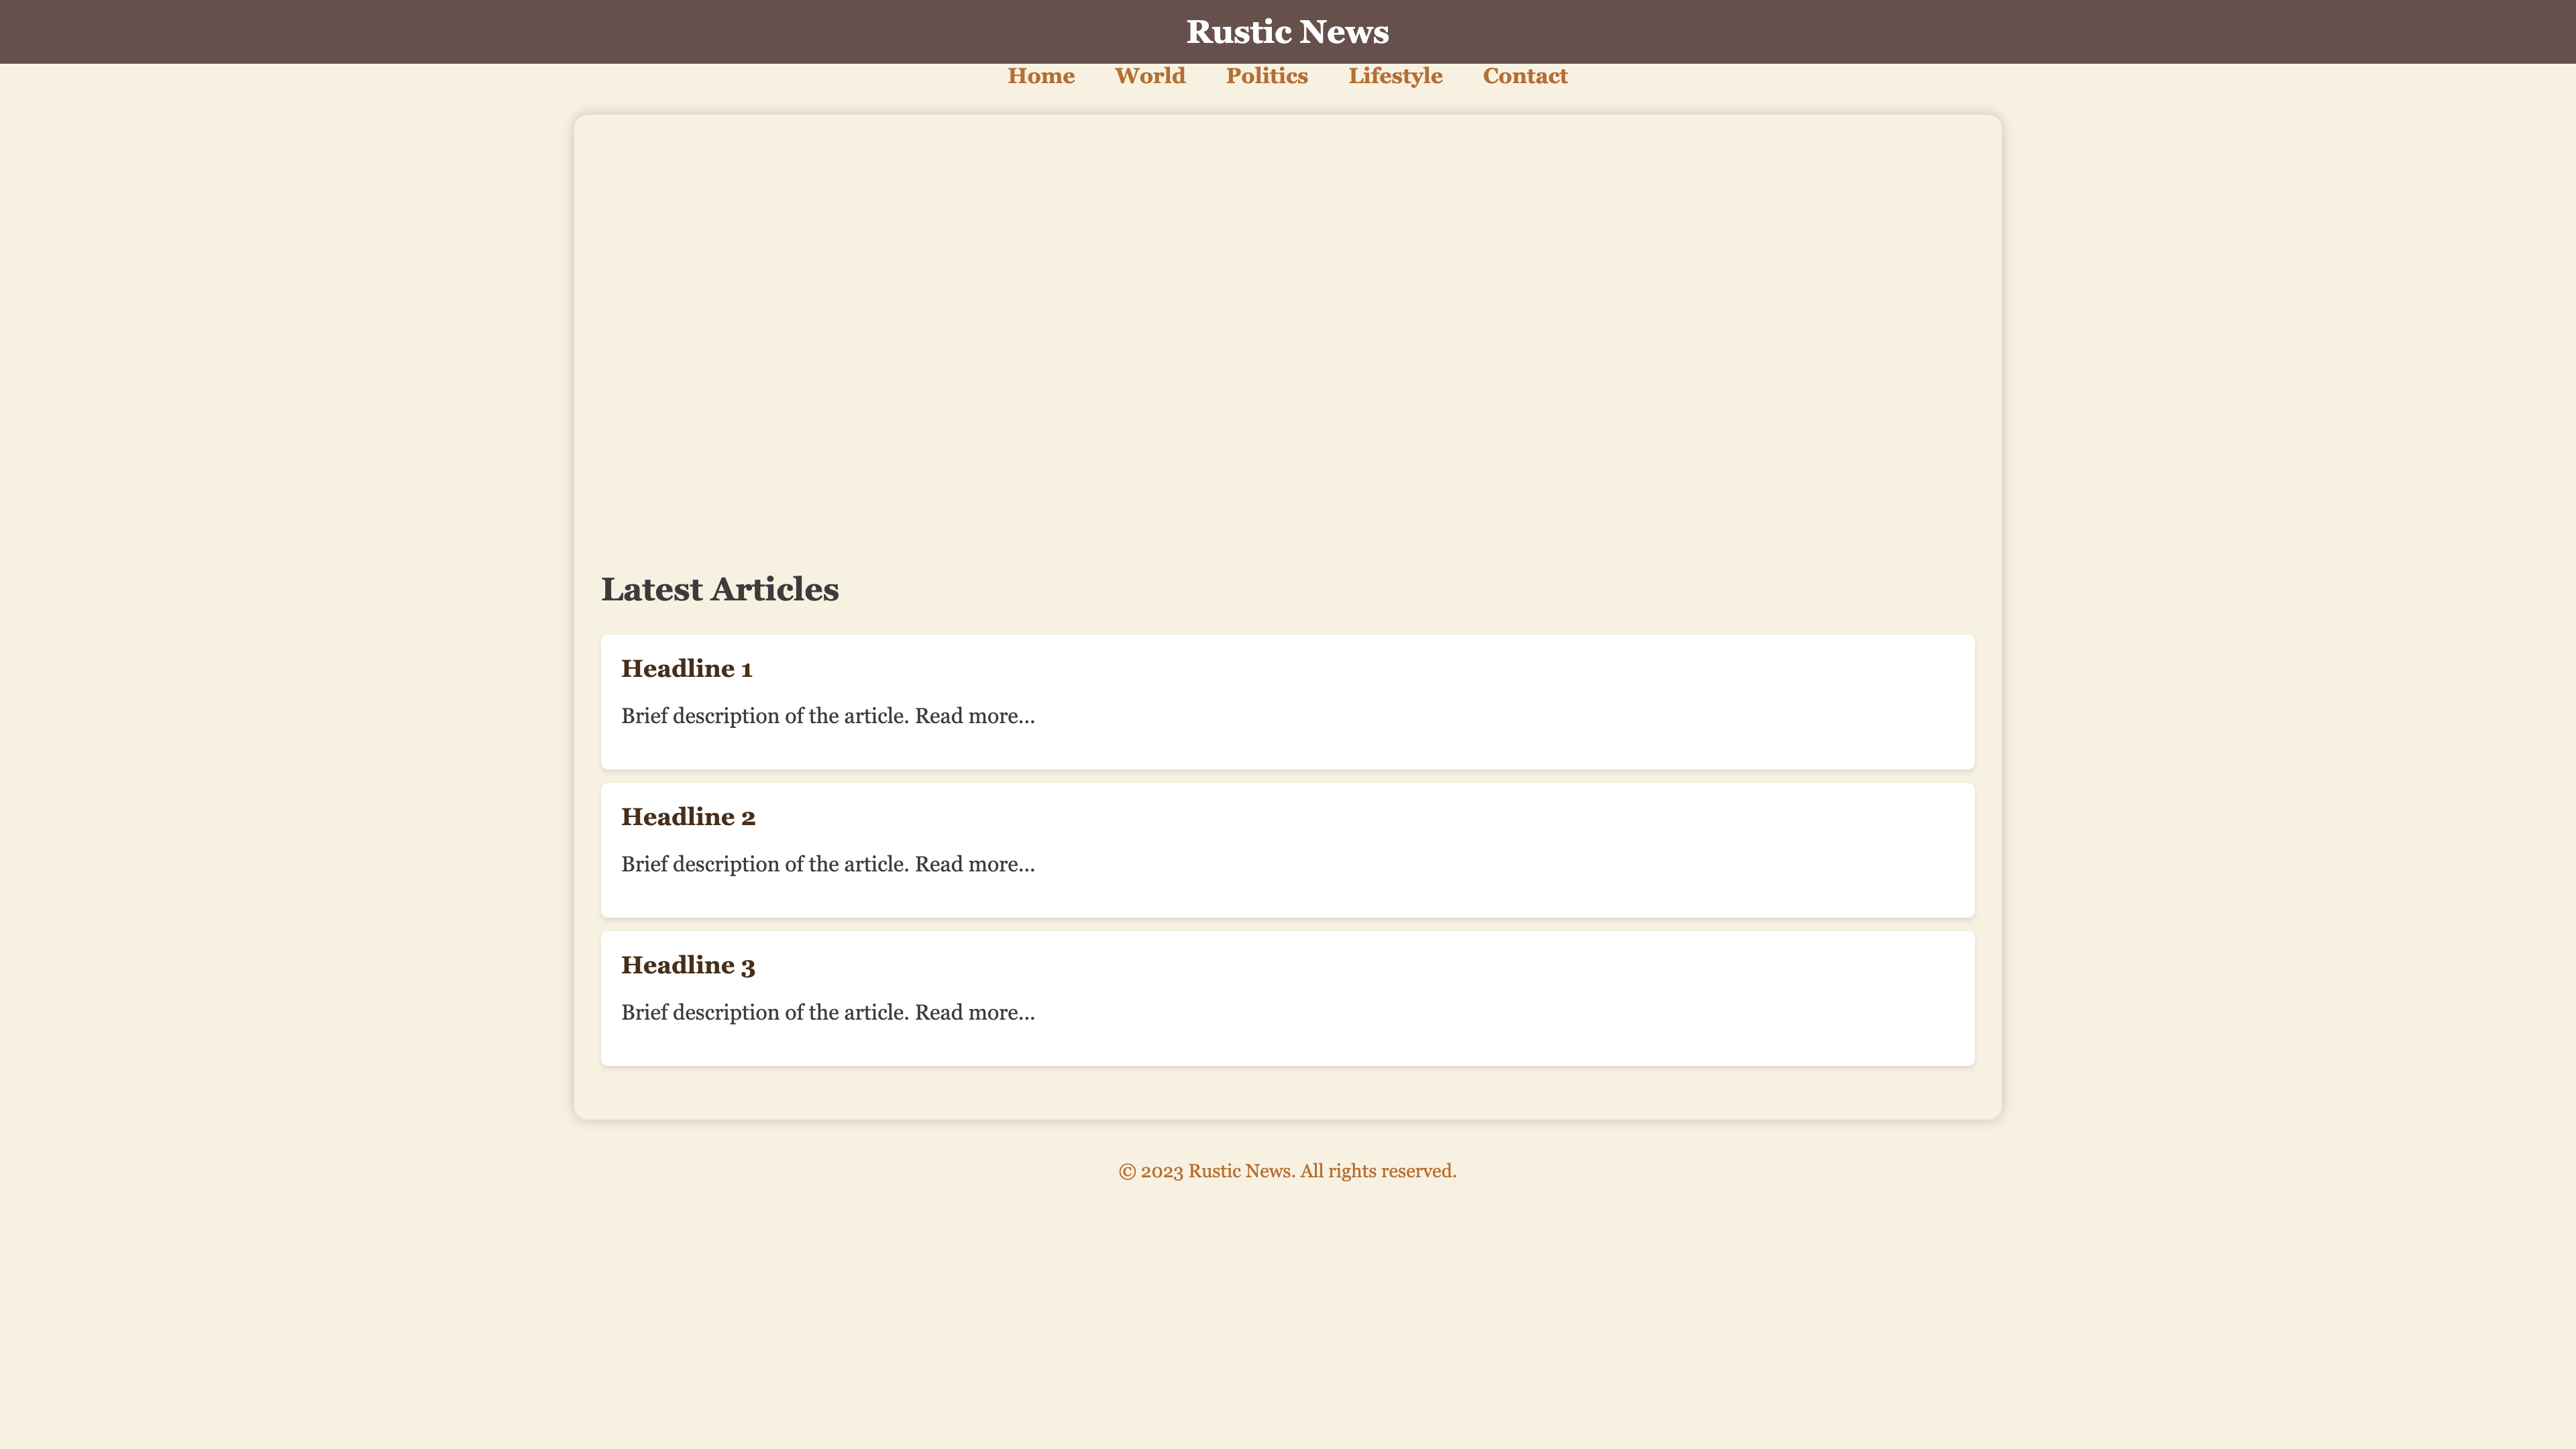 Rustic News
Home World Politics Lifestyle Contact
Latest Articles
Headline 1
Brief description of the article. Read more...
Headline 2
Brief description of the article. Read more...
Headline 3
Brief description of the article. Read more...
© 2023 Rustic News. All rights reserved.